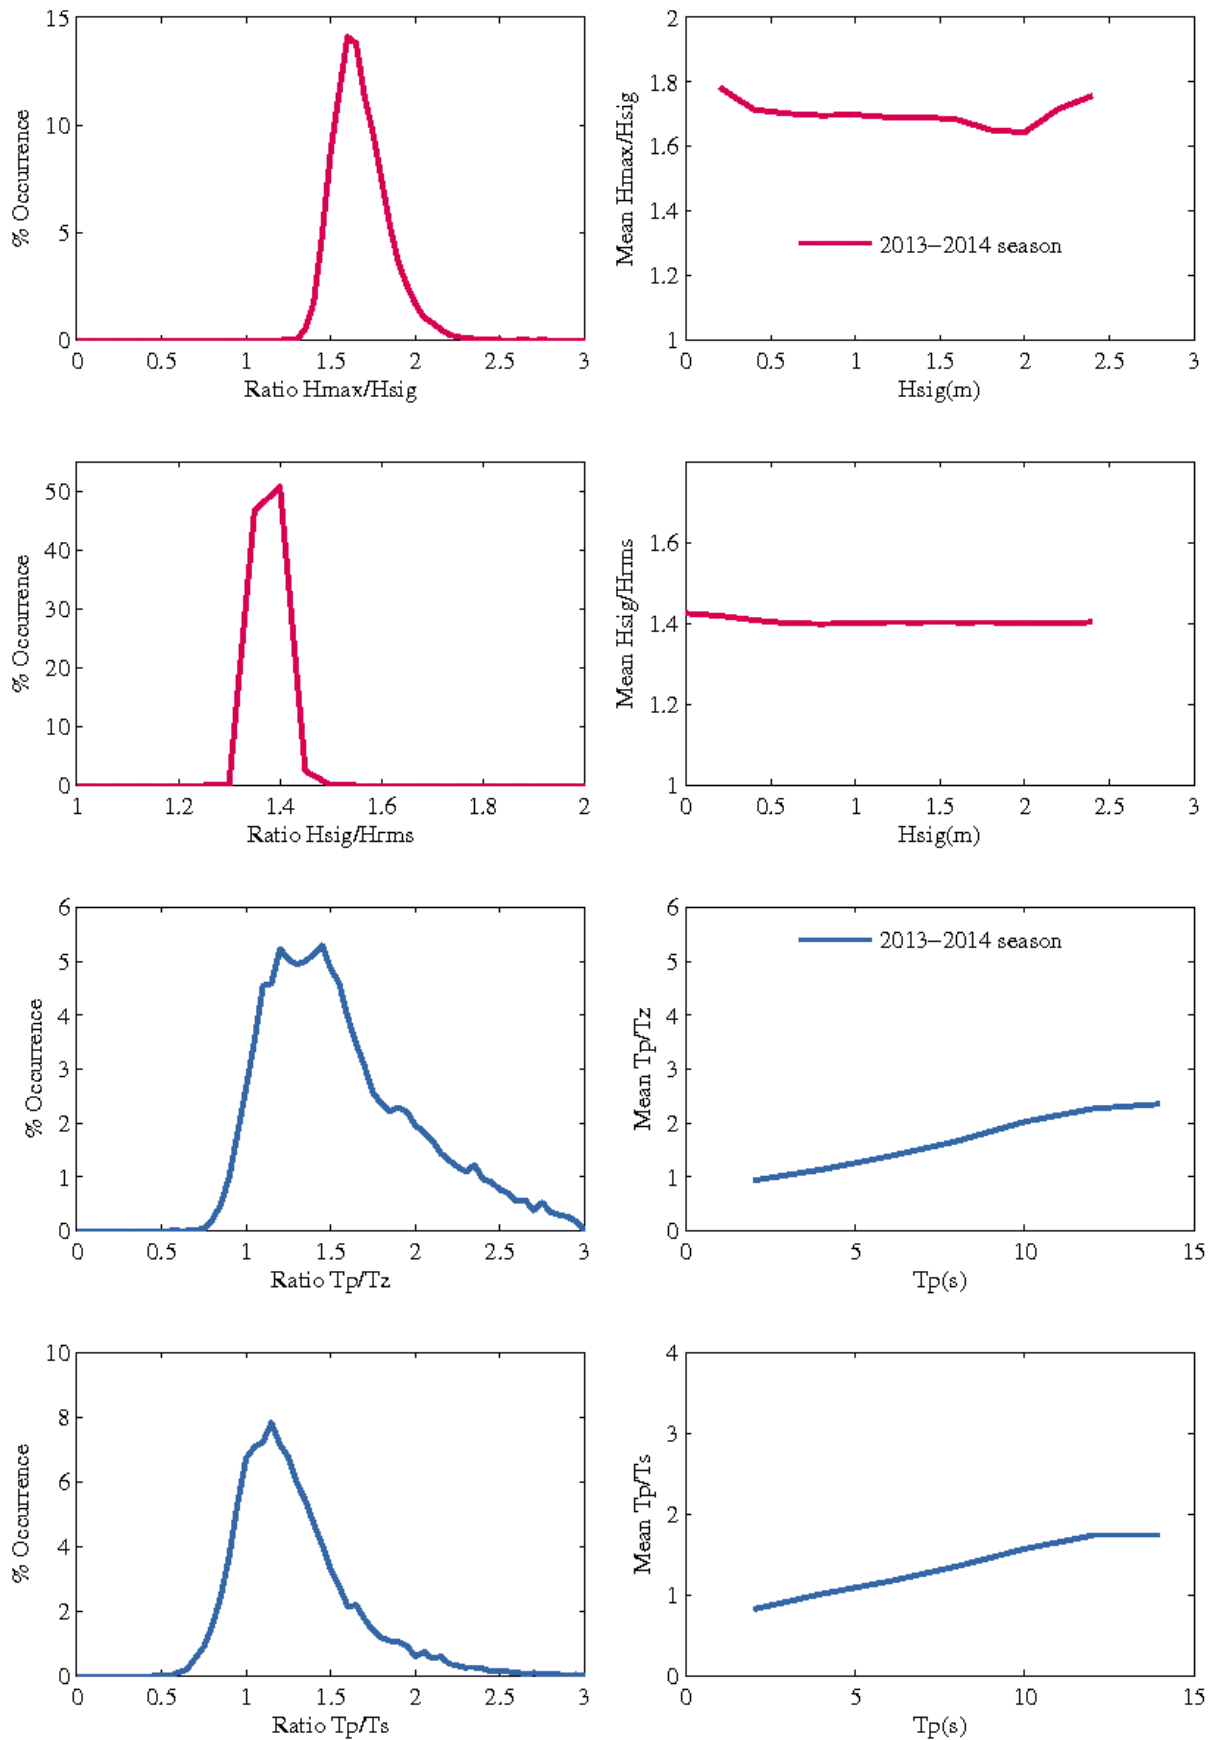 15
10
5
0
% Occurrence
0 0.5 1 1.5 2 2.5 3
Ratio Hmax/Hsig
2
1.8
1.6
1.4
1.2
1
Mean Hmax/Hsig
2013–2014 season
0 0.5 1 1.5 2 2.5 3
Hsig(m)
50
40
30
20
10
0
% Occurrence
1 1.2 1.4 1.6 1.8 2
Ratio Hsig/Hrms
1.6
1.4
1.2
1
Mean Hsig/Hrms
0 0.5 1 1.5 2 2.5 3
Hsig(m)
6
5
4
3
2
1
0
% Occurrence
0 0.5 1 1.5 2 2.5 3
Ratio Tp/Tz
6
5
4
3
2
1
0
Mean Tp/Tz
2013–2014 season
0 5 10 15
Tp(s)
10
8
6
4
2
0
% Occurrence
0 0.5 1 1.5 2 2.5 3
Ratio Tp/Ts
4
3
2
1
0
Mean Tp/Ts
0 5 10 15
Tp(s)